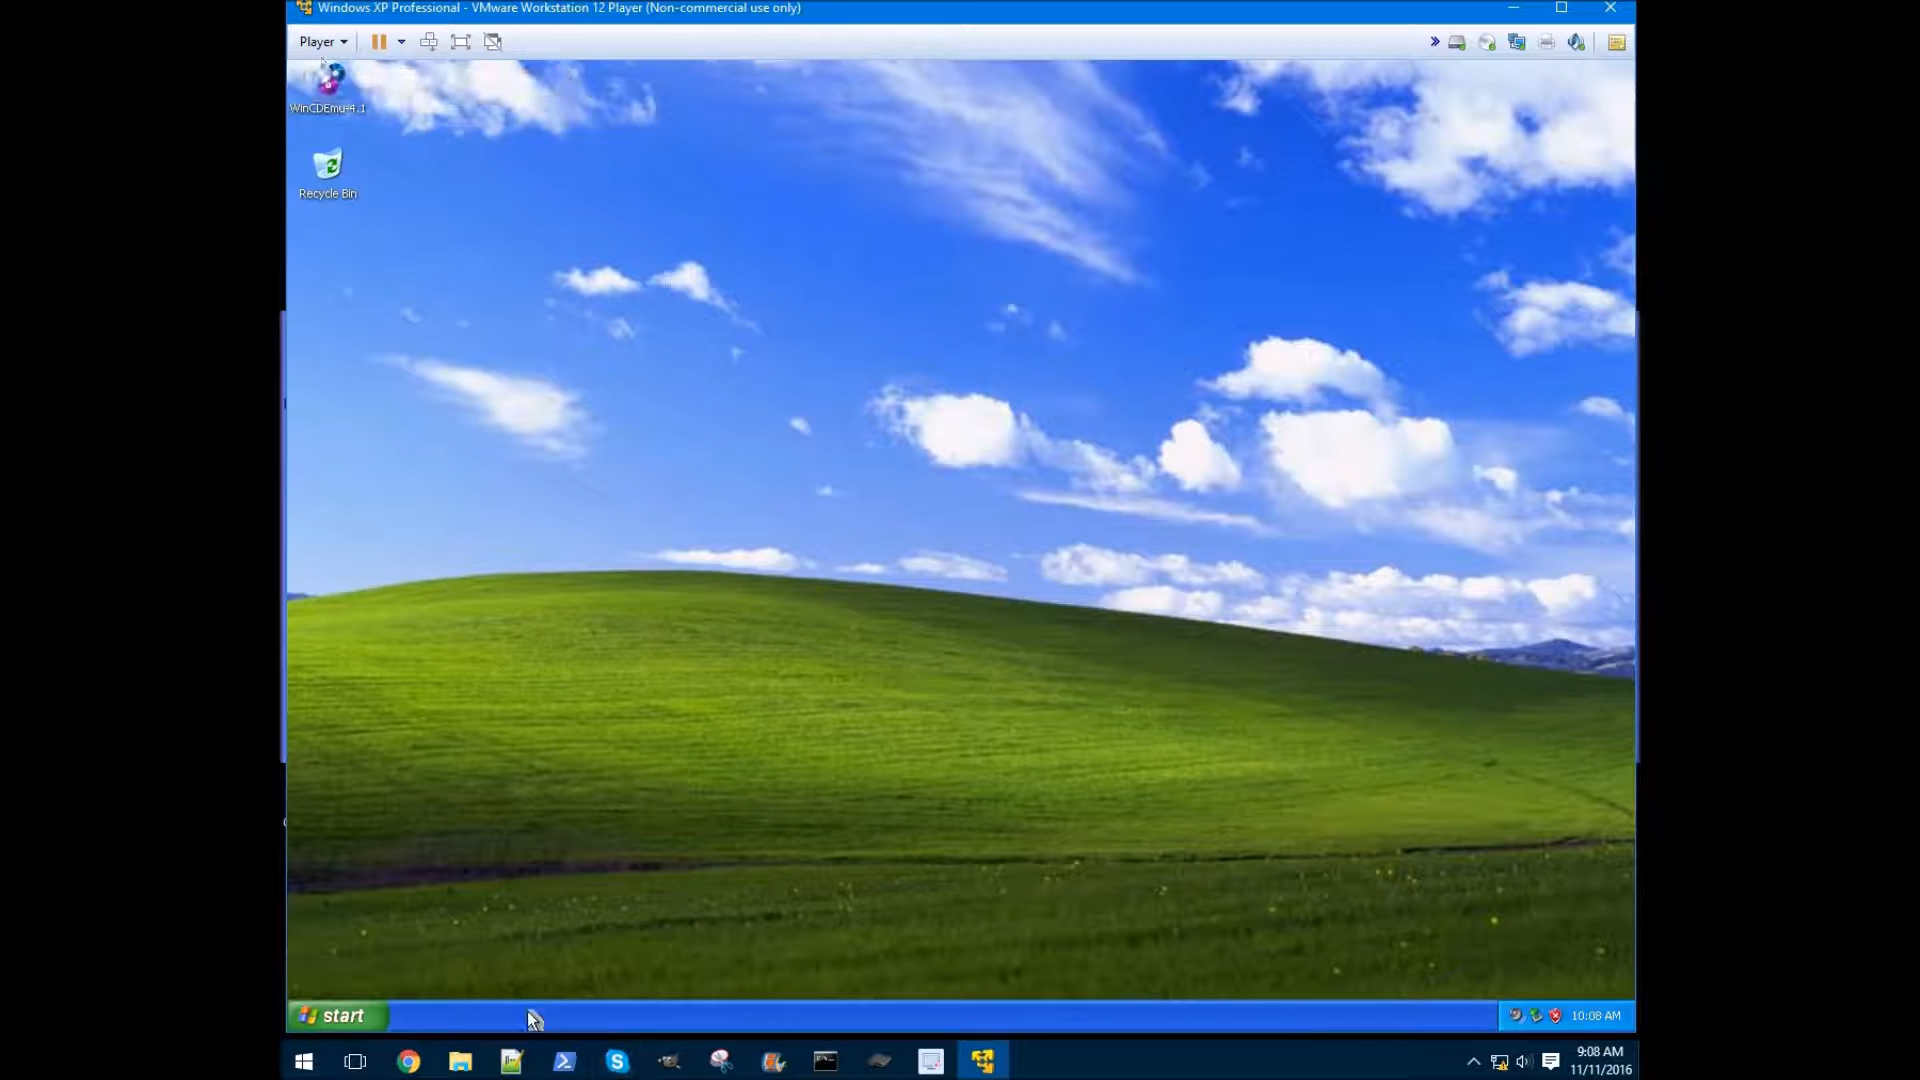 Windows XP Professional - VMware Workstation 12 Player (Non-commercial use only)
Player
WinCDEmu-4.1
Recycle Bin
start
10:08 AM
9:08 AM
11/11/2016